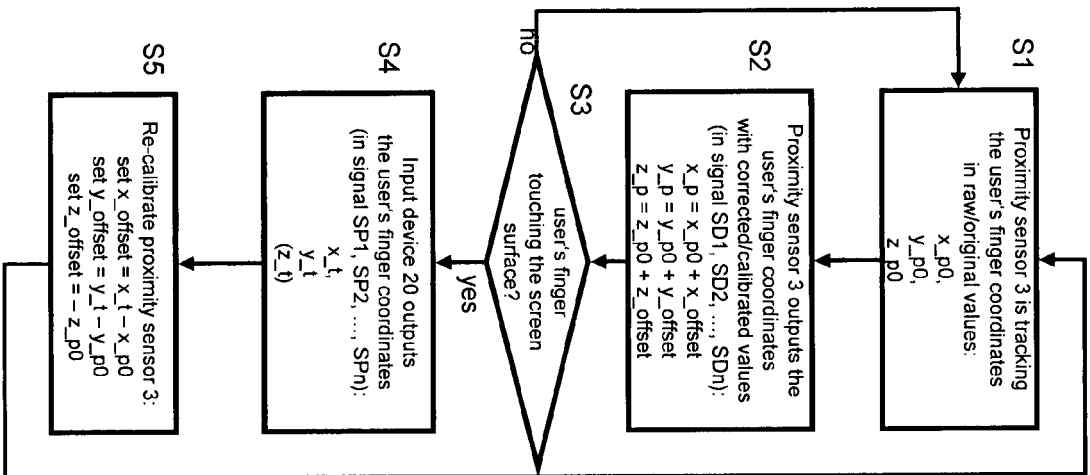 S1
Proximity sensor 3 is tracking
the user's finger coordinates
in raw/original values:
x_p0,
y_p0,
z_p0
S2
Proximity sensor 3 outputs the
user's finger coordinates
with corrected/calibrated values
(in signal SD1, SD2, ..., SDn):
x_p = x_p0 + x_offset
y_p = y_p0 + y_offset
z_p = z_p0 + z_offset
S3
user's finger
touching the screen
surface?
no
yes
S4
Input device 20 outputs
the user's finger coordinates
(in signal SP1, SP2, ..., SPn):
x_t,
y_t
(z_t)
S5
Re-calibrate proximity sensor 3:
set x_offset = x_t – x_p0
set y_offset = y_t – y_p0
set z_offset = – z_p0